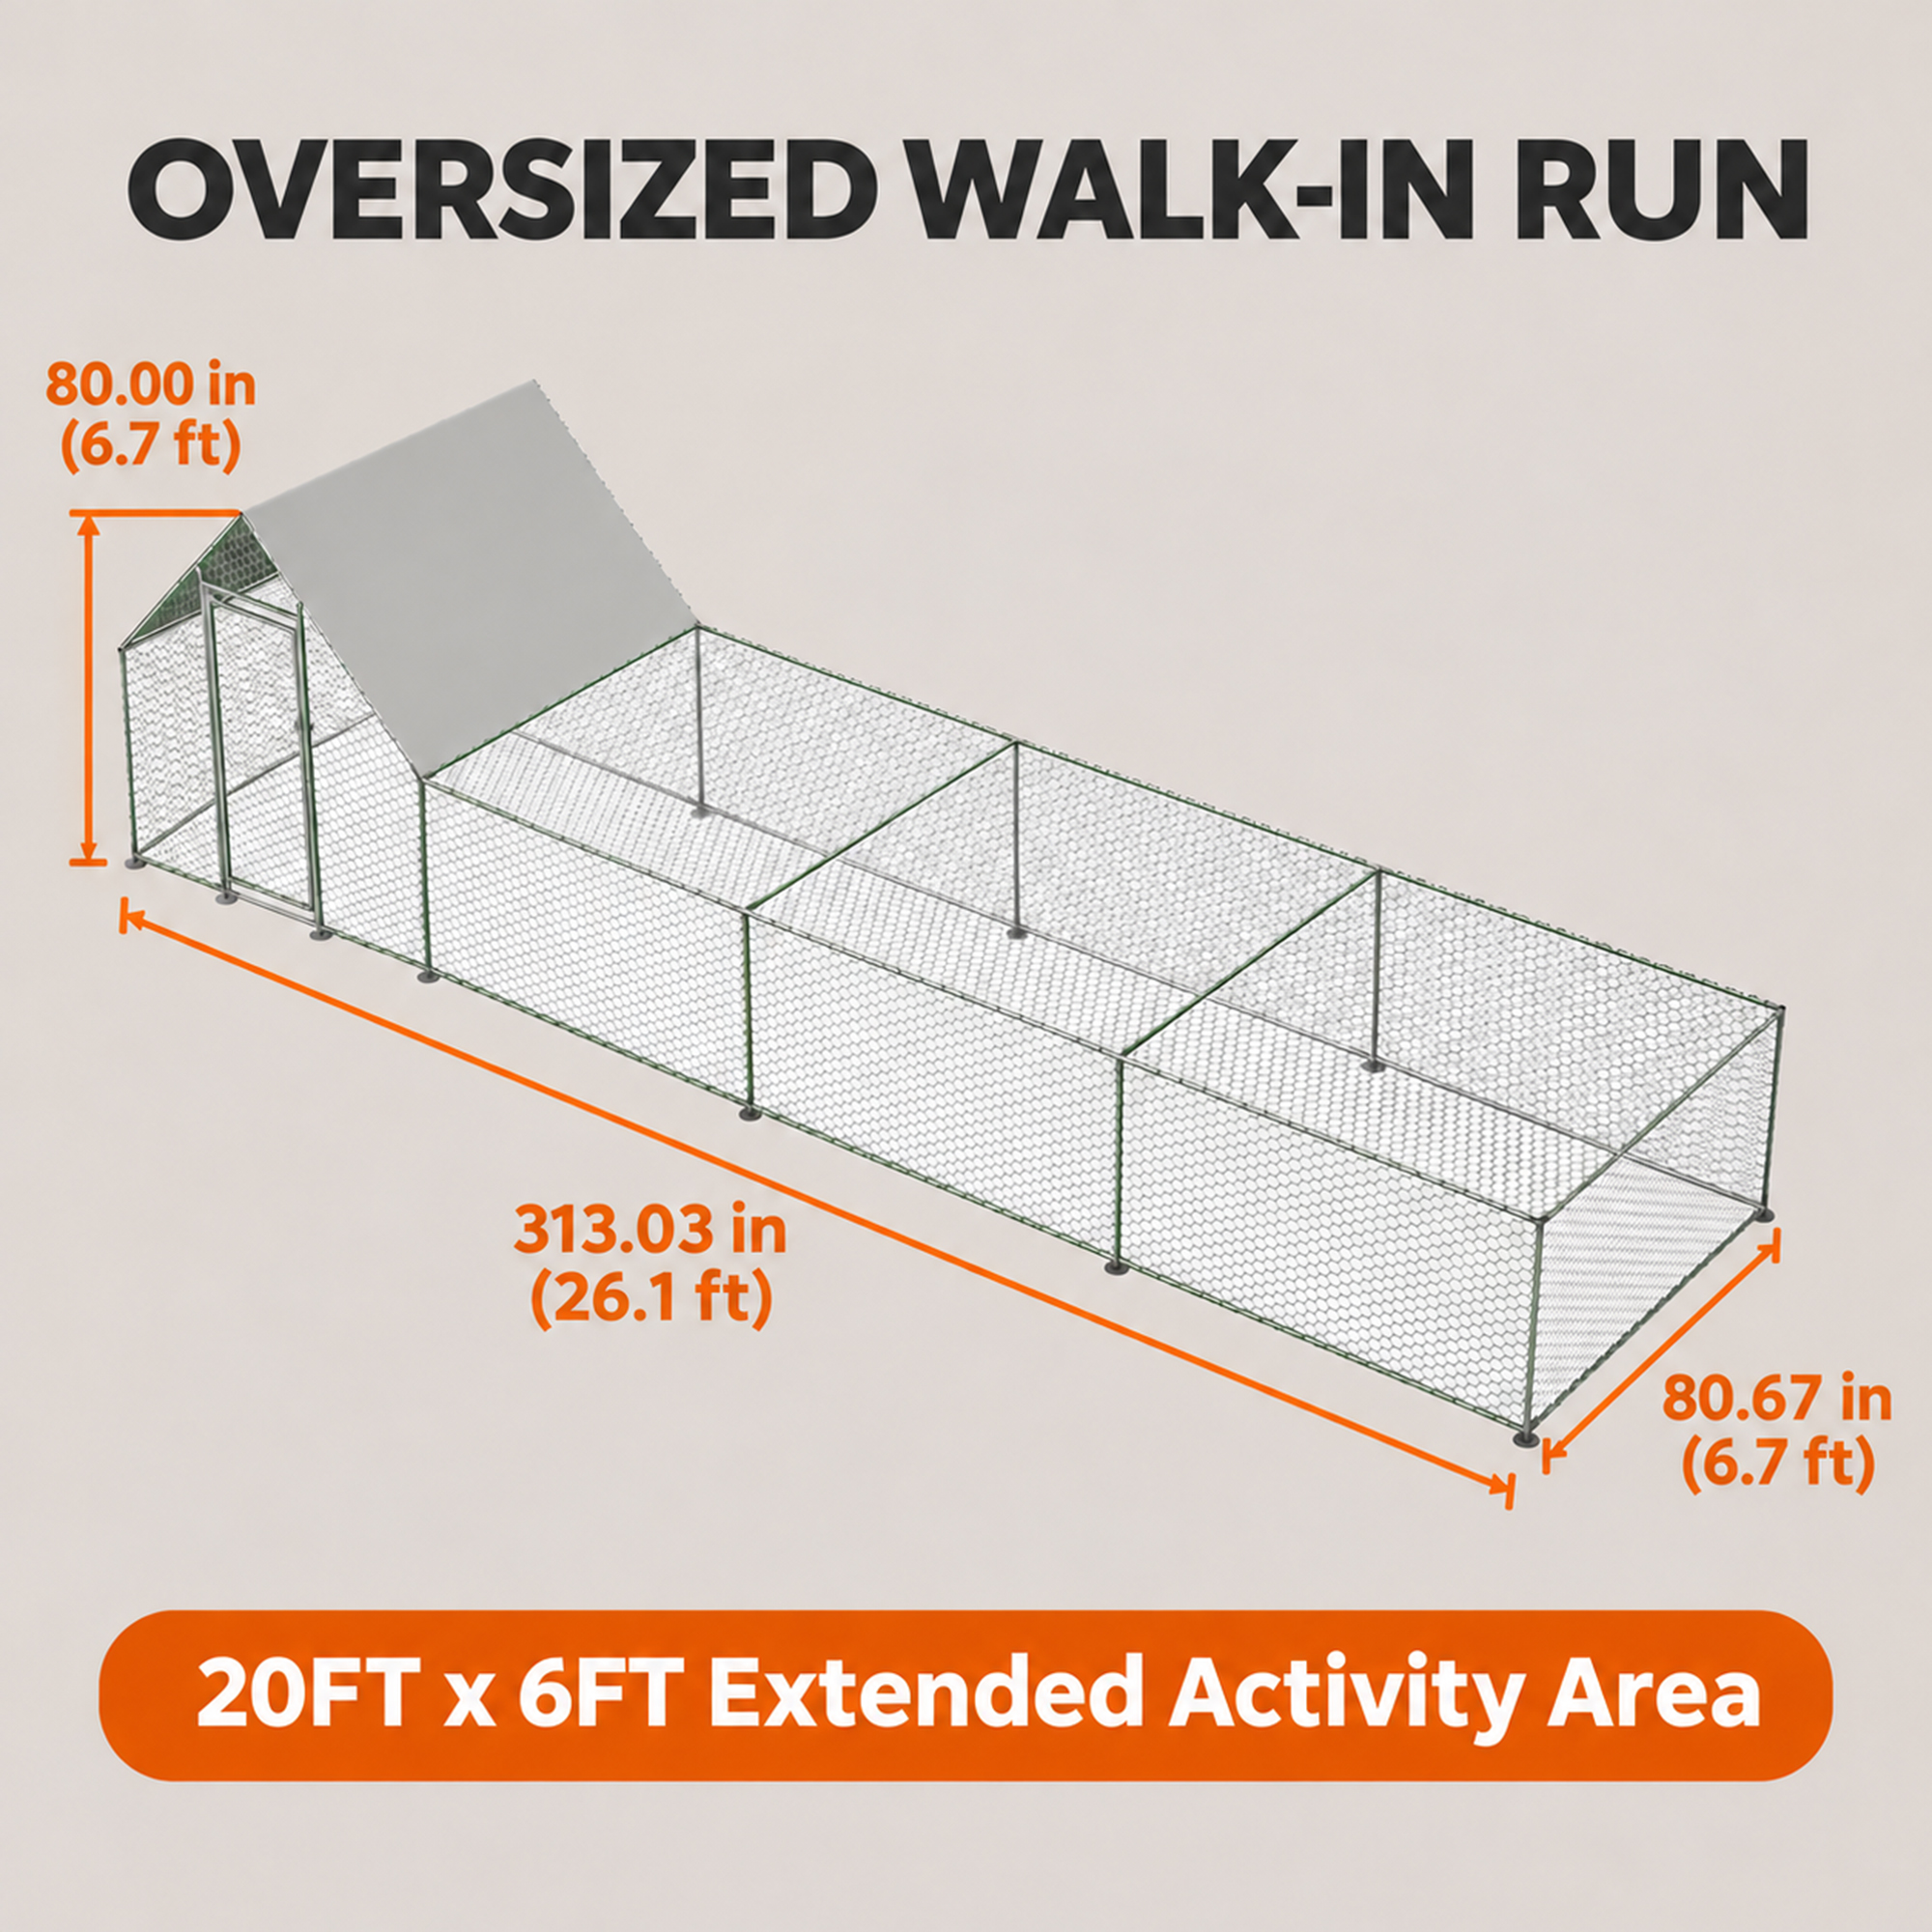 OVERSIZED WALK-IN RUN
80.00 in
(6.7 ft)
313.03 in
(26.1 ft)
80.67 in
(6.7 ft)
20FT x 6FT Extended Activity Area